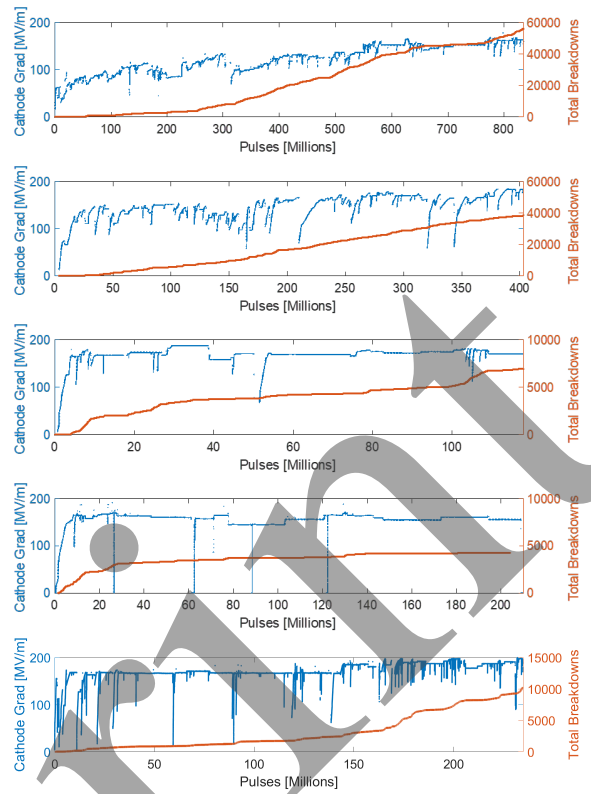 Cathode Grad [MV/m]
200
100
0
60000
40000
20000
0
Total Breakdowns
0 100 200 300 400 500 600 700 800
Pulses [Millions]
Cathode Grad [MV/m]
200
100
0
60000
40000
20000
0
Total Breakdowns
0 50 100 150 200 250 300 350 400
Pulses [Millions]
Cathode Grad [MV/m]
200
100
0
10000
5000
0
Total Breakdowns
0 20 40 60 80 100
Pulses [Millions]
Cathode Grad [MV/m]
200
100
0
10000
5000
0
Total Breakdowns
0 20 40 60 80 100 120 140 160 180 200
Pulses [Millions]
Cathode Grad [MV/m]
200
100
0
15000
10000
5000
0
Total Breakdowns
0 50 100 150 200
Pulses [Millions]
rint